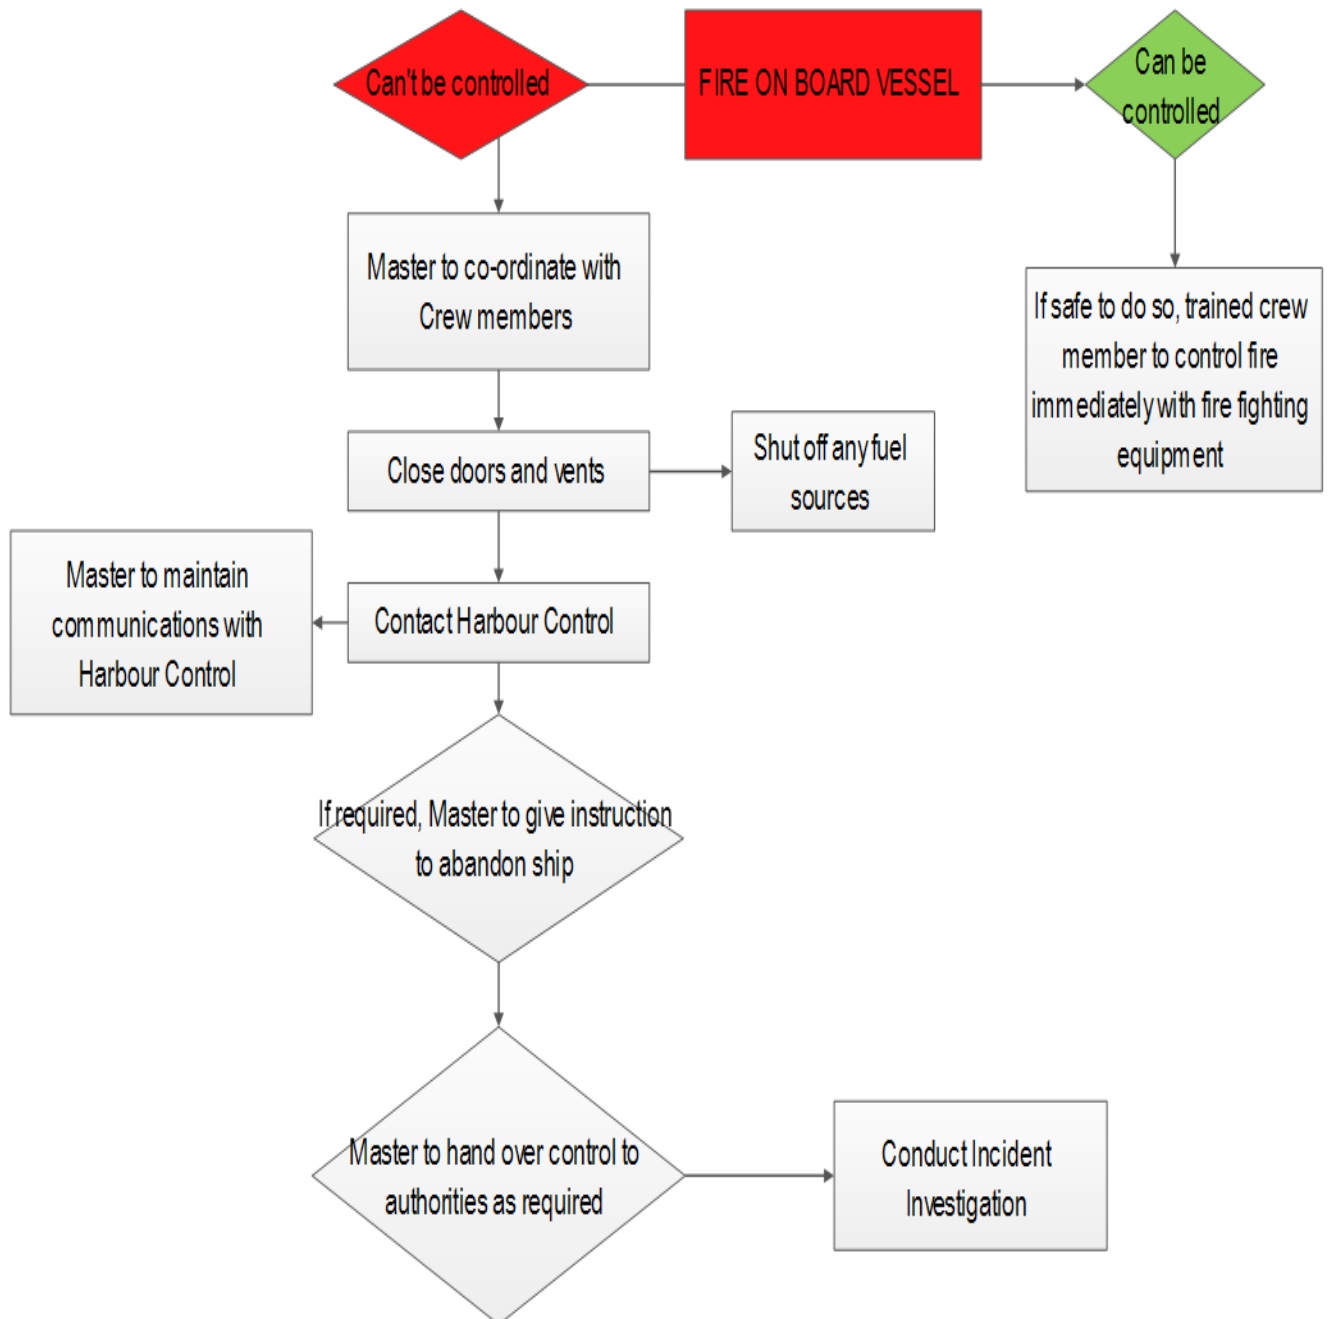 Can't be controlled
FIRE ON BOARD VESSEL
Can be
controlled
Master to co-ordinate with
Crew members
If safe to do so, trained crew
member to control fire
immediately with fire fighting
equipment
Close doors and vents
Shut off any fuel
sources
Master to maintain
communications with
Harbour Control
Contact Harbour Control
If required, Master to give instruction
to abandon ship
Master to hand over control to
authorities as required
Conduct Incident
Investigation